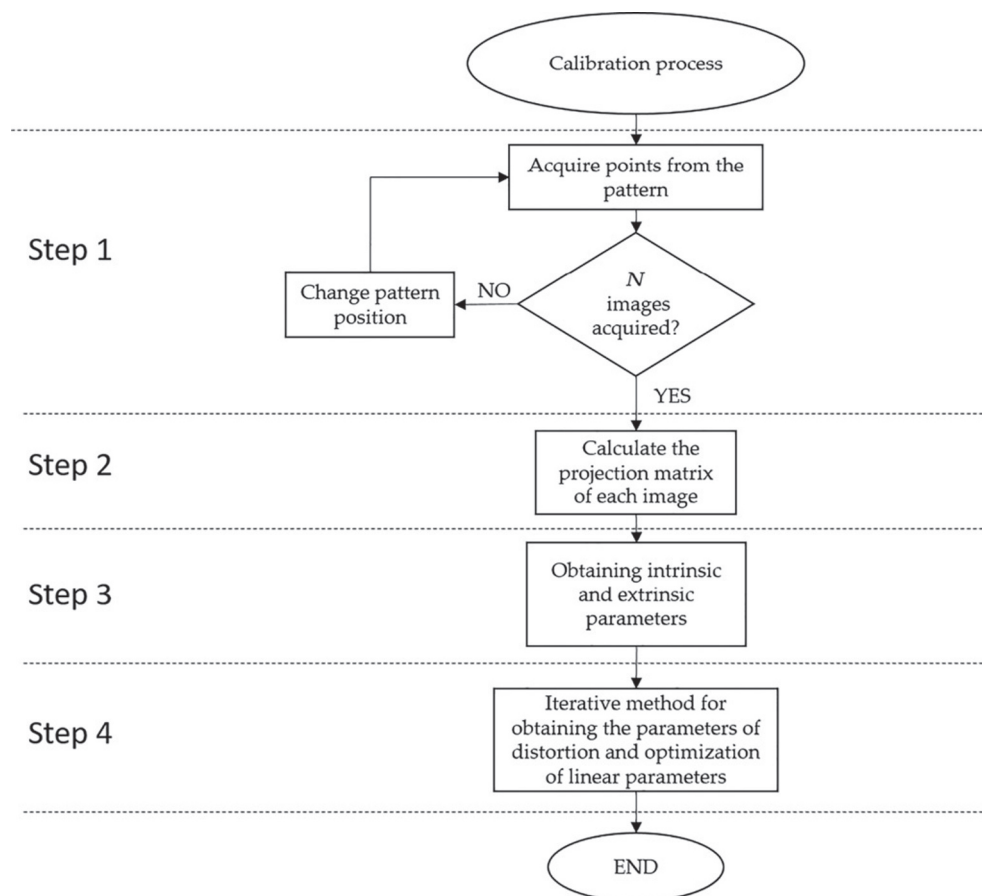 Calibration process
Step 1
Acquire points from the
pattern
N
images
acquired?
NO
Change pattern
position
YES
Step 2
Calculate the
projection matrix
of each image
Step 3
Obtaining intrinsic
and extrinsic
parameters
Step 4
Iterative method for
obtaining the parameters of
distortion and optimization
of linear parameters
END